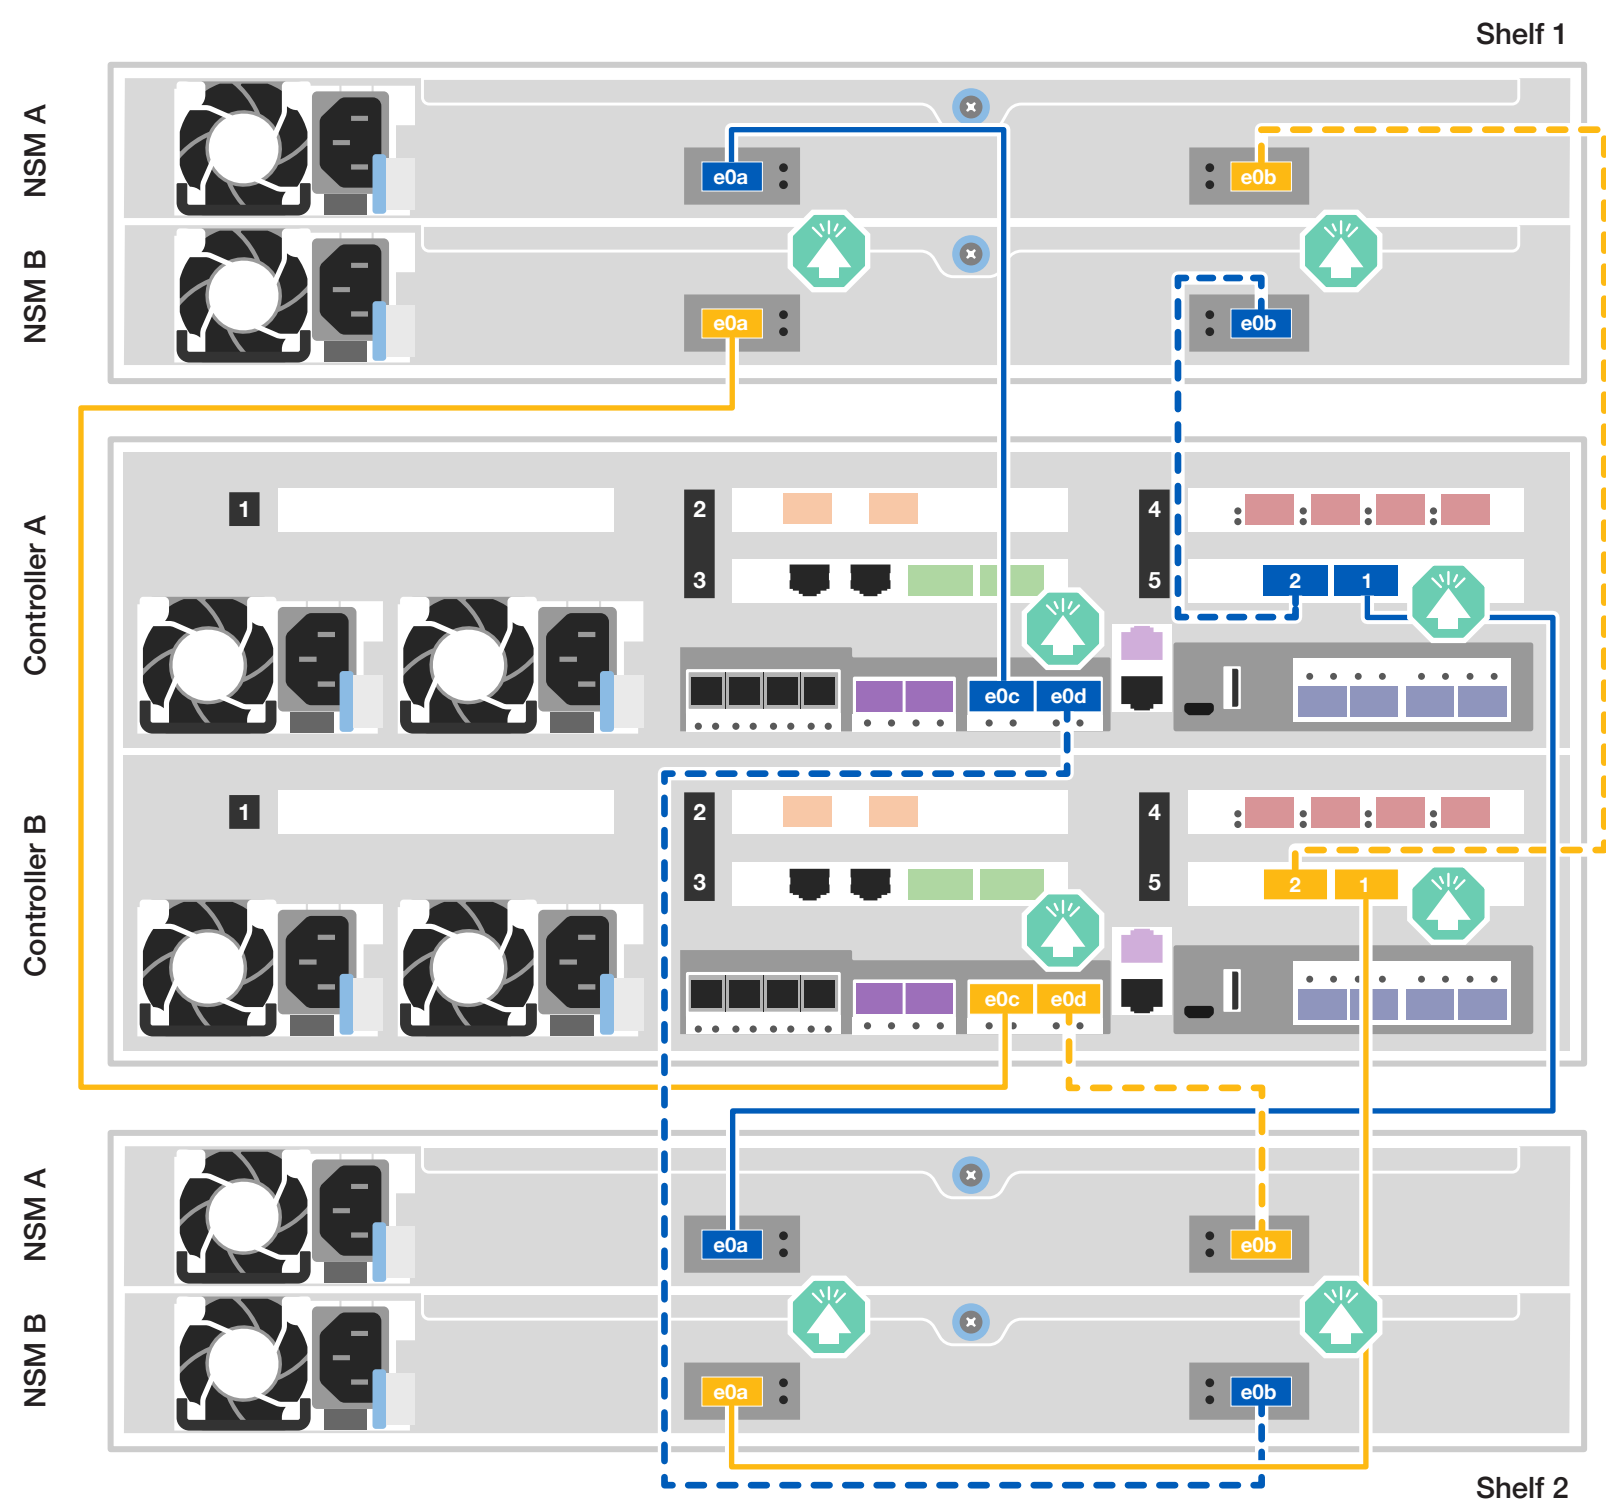 Shelf 1
NSM A
e0a
e0b
NSM B
e0a
e0b
Controller A
1
2
4
3
5
2
1
e0c
e0d
Controller B
1
2
4
3
5
2
1
e0c
e0d
NSM A
e0a
e0b
NSM B
e0a
e0b
Shelf 2